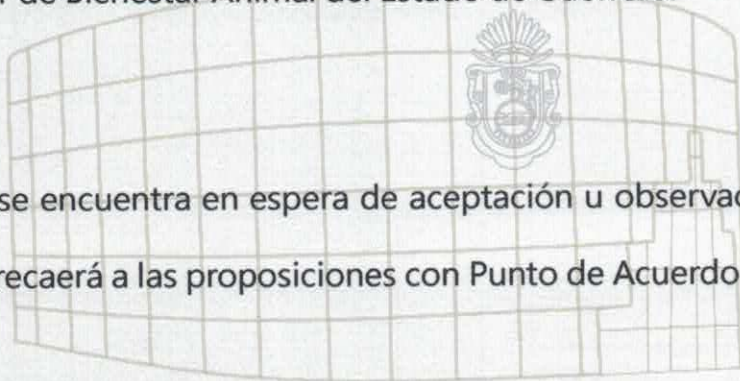 de Bienestar Animal del Estado de Guerrero
se encuentra en espera de aceptación u observac
recaerá a las proposiciones con Punto de Acuerdo